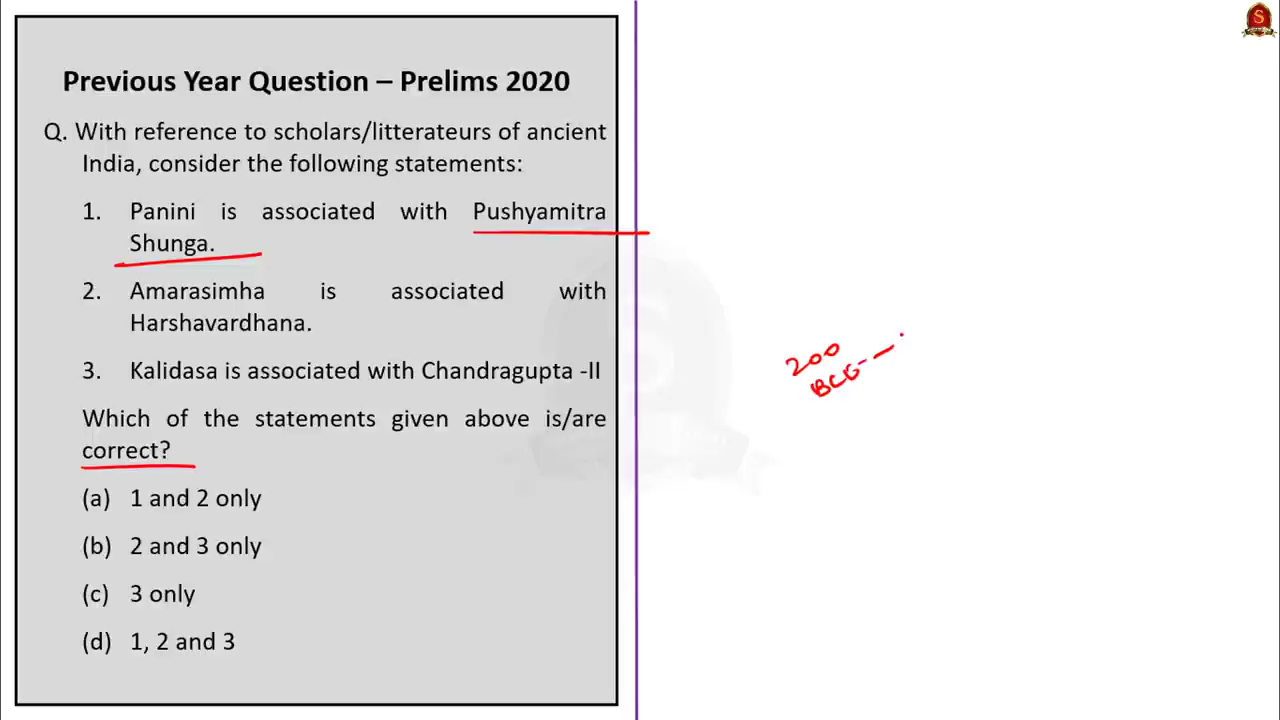 Previous Year Question – Prelims 2020
Q. With reference to scholars/litterateurs of ancient
India, consider the following statements:
1. Panini is associated with Pushyamitra
Shunga.
2. Amarasimha is associated with
Harshavardhana.
3. Kalidasa is associated with Chandragupta -II
Which of the statements given above is/are
correct?
(a) 1 and 2 only
(b) 2 and 3 only
(c) 3 only
(d) 1, 2 and 3
200
S